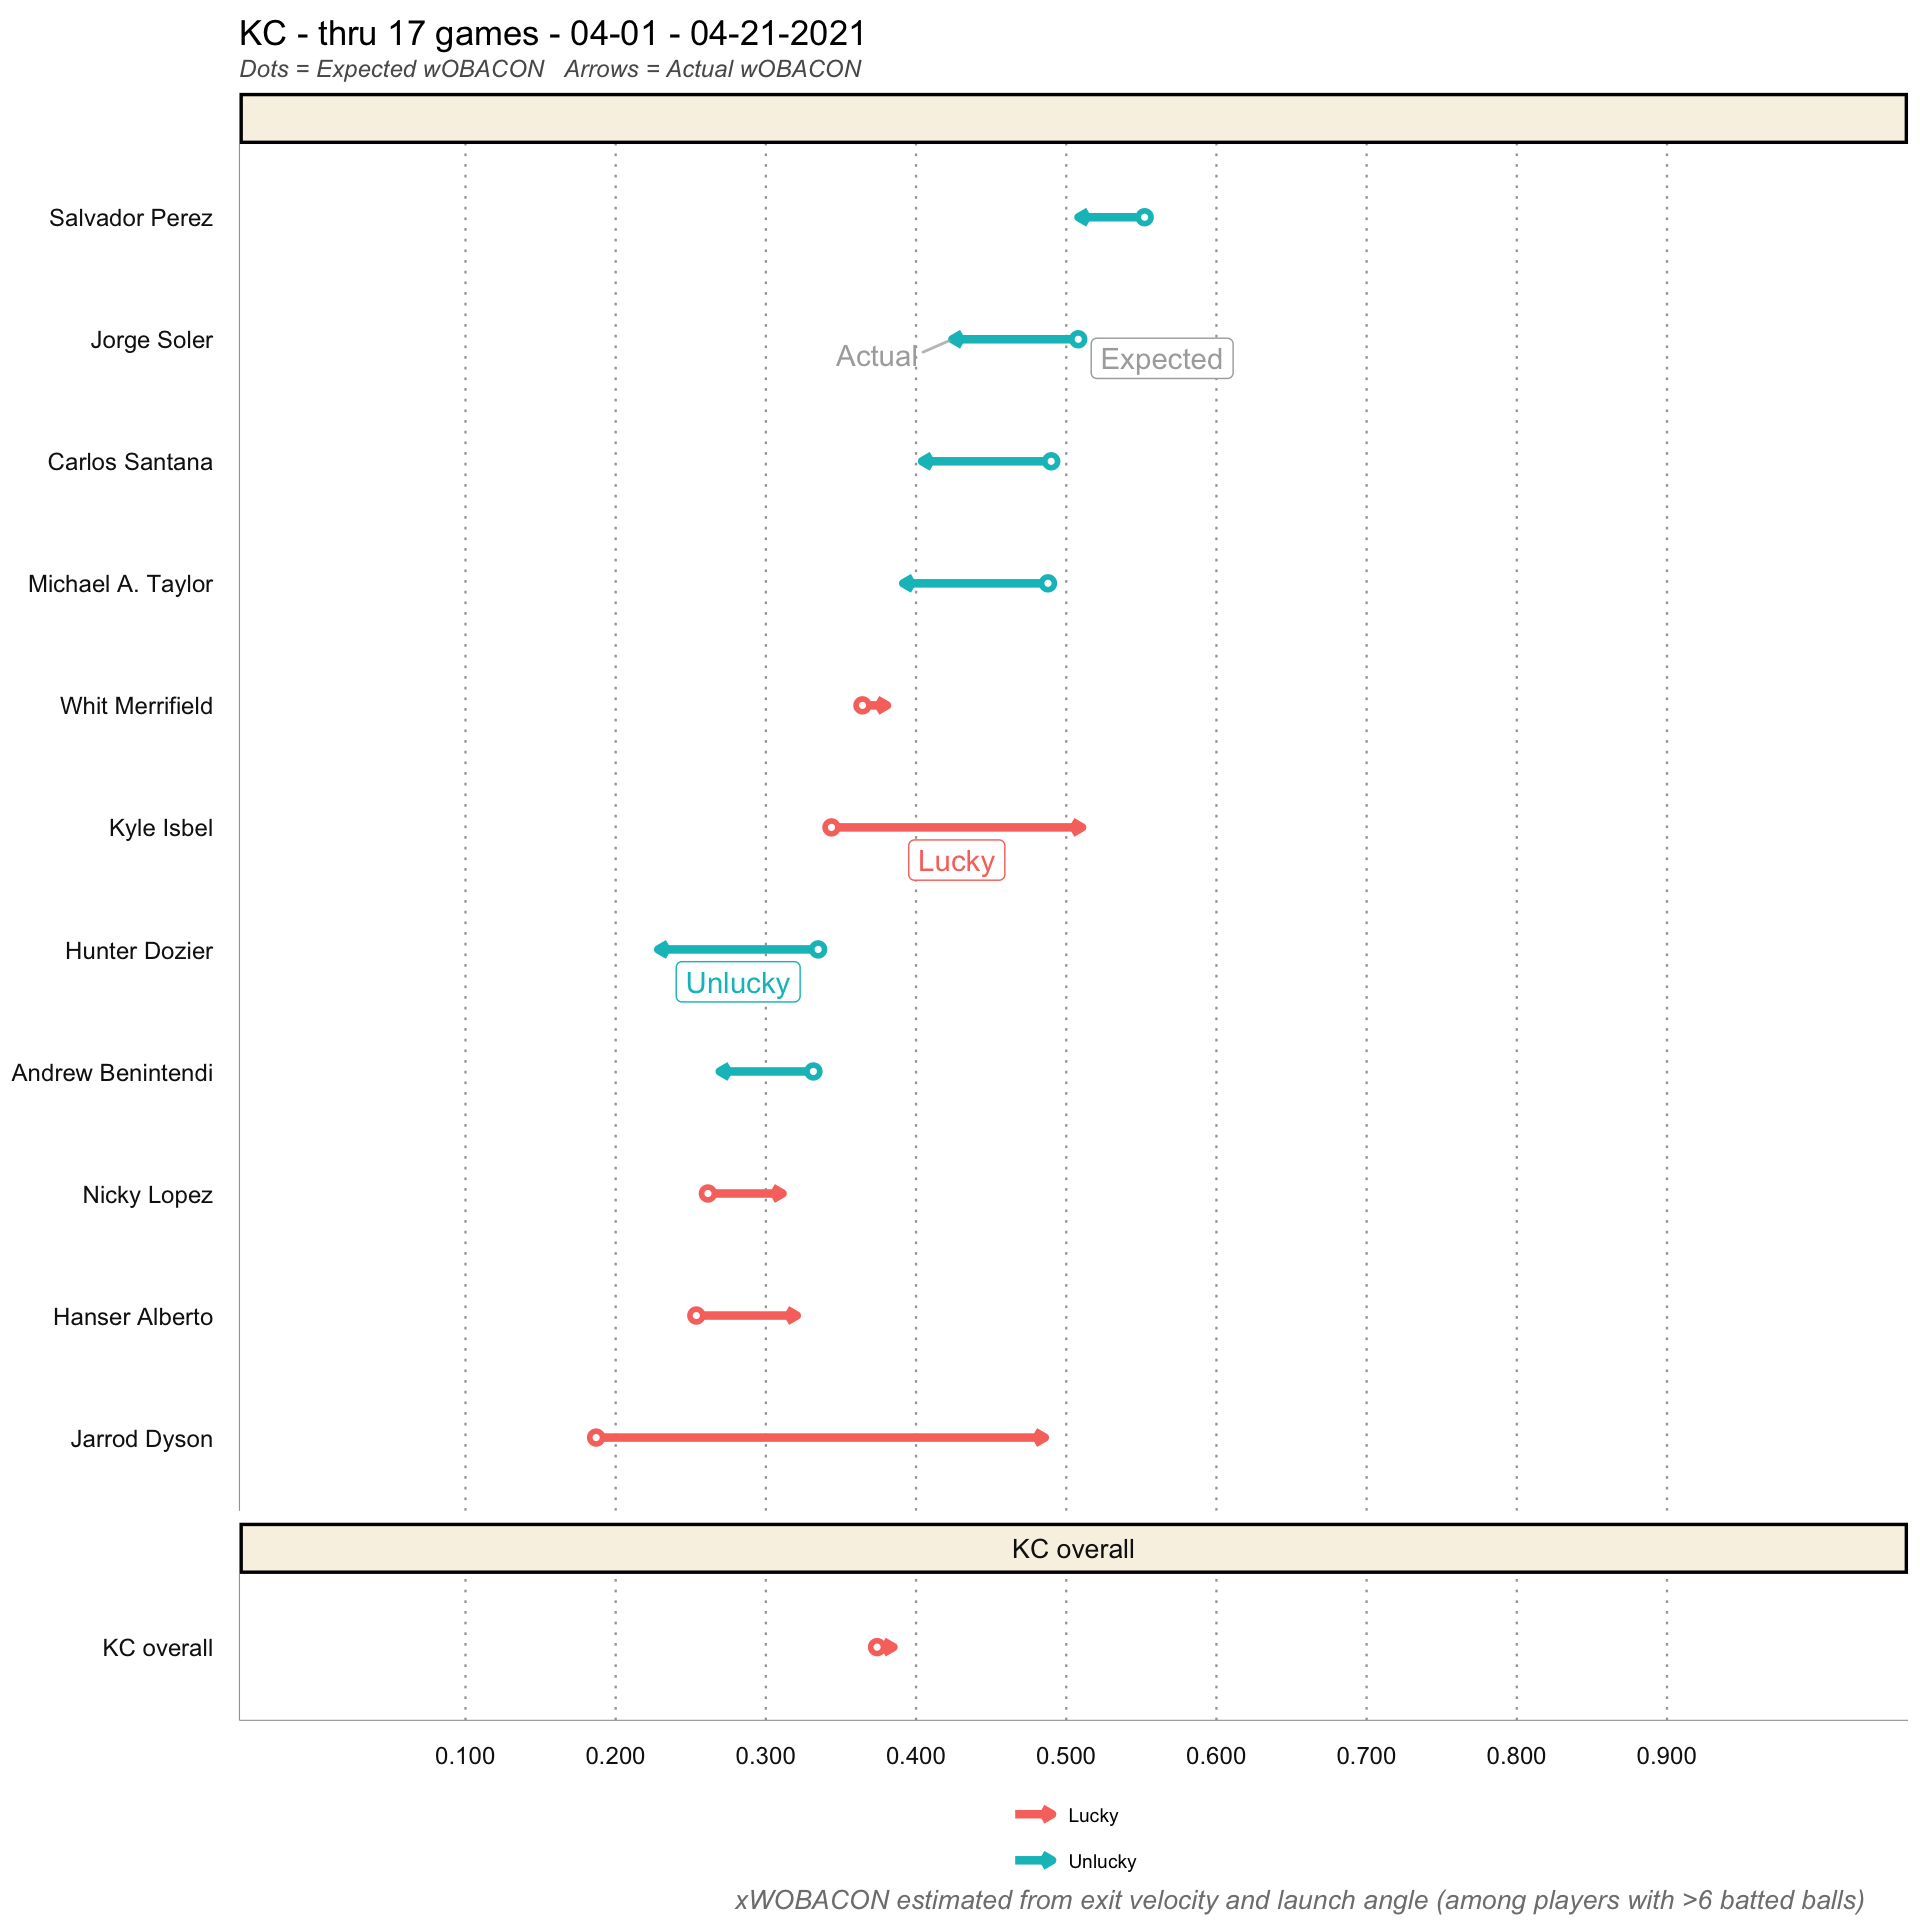 KC - thru 17 games - 04-01 - 04-21-2021
Dots = Expected wOBACON   Arrows = Actual wOBACON
Salvador Perez
Jorge Soler
Actual
Expected
Carlos Santana
Michael A. Taylor
Whit Merrifield
Kyle Isbel
Lucky
Hunter Dozier
Unlucky
Andrew Benintendi
Nicky Lopez
Hanser Alberto
Jarrod Dyson
KC overall
KC overall
0.100 0.200 0.300 0.400 0.500 0.600 0.700 0.800 0.900
Lucky
Unlucky
xWOBACON estimated from exit velocity and launch angle (among players with >6 batted balls)